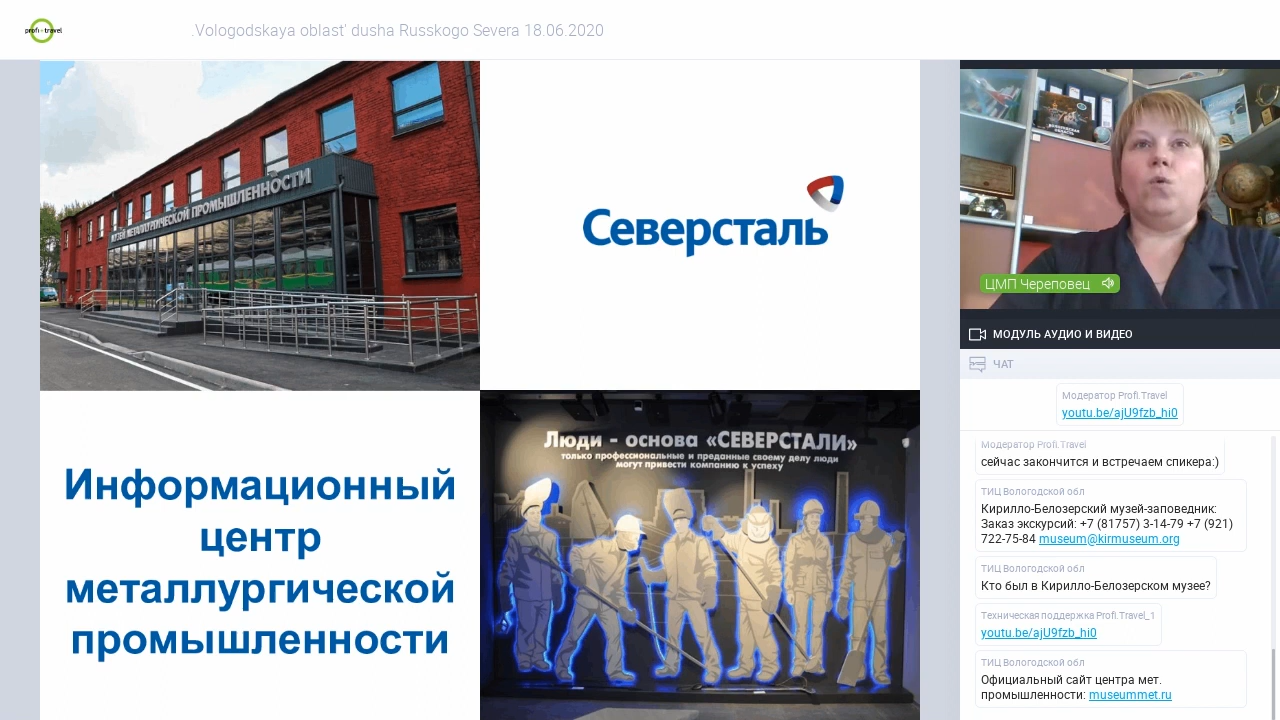 profi travel
.Vologodskaya oblast' dusha Russkogo Severa 18.06.2020
МУЗЕЙ МЕТАЛЛУРГИЧЕСКОЙ ПРОМЫШЛЕННОСТИ
Северсталь
Информационный
центр
металлургической
промышленности
Люди - основа «СЕВЕРСТАЛИ»
только профессиональные и преданные своему делу люди
могут привести компанию к успеху
ВОЛОГОДСКАЯ
ОБЛАСТЬ
ЦМП Череповец
МОДУЛЬ АУДИО И ВИДЕО
ЧАТ
Модератор Profi.Travel
youtu.be/ajU9fzb_hi0
Модератор Profi.Travel
сейчас закончится и встречаем спикера:)
ТИЦ Вологодской обл
Кирилло-Белозерский музей-заповедник:
Заказ экскурсий: +7 (81757) 3-14-79 +7 (921)
722-75-84 museum@kirmuseum.org
ТИЦ Вологодской обл
Кто был в Кирилло-Белозерском музее?
Техническая поддержка Profi.Travel_1
youtu.be/ajU9fzb_hi0
ТИЦ Вологодской обл
Официальный сайт центра мет.
промышленности: museummet.ru